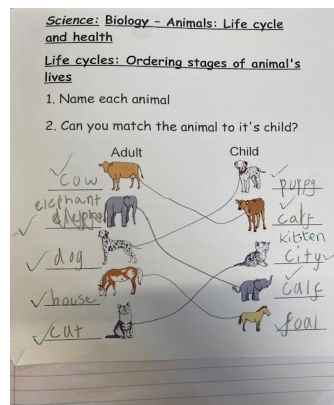 Science: Biology - Animals: Life cycle
and health
Life cycles: Ordering stages of animal's
lives
1. Name each animal
2. Can you match the animal to it's child?
Adult Child
cow puppy
elephant
calf
kitten
dog city
calf
house
cat foal